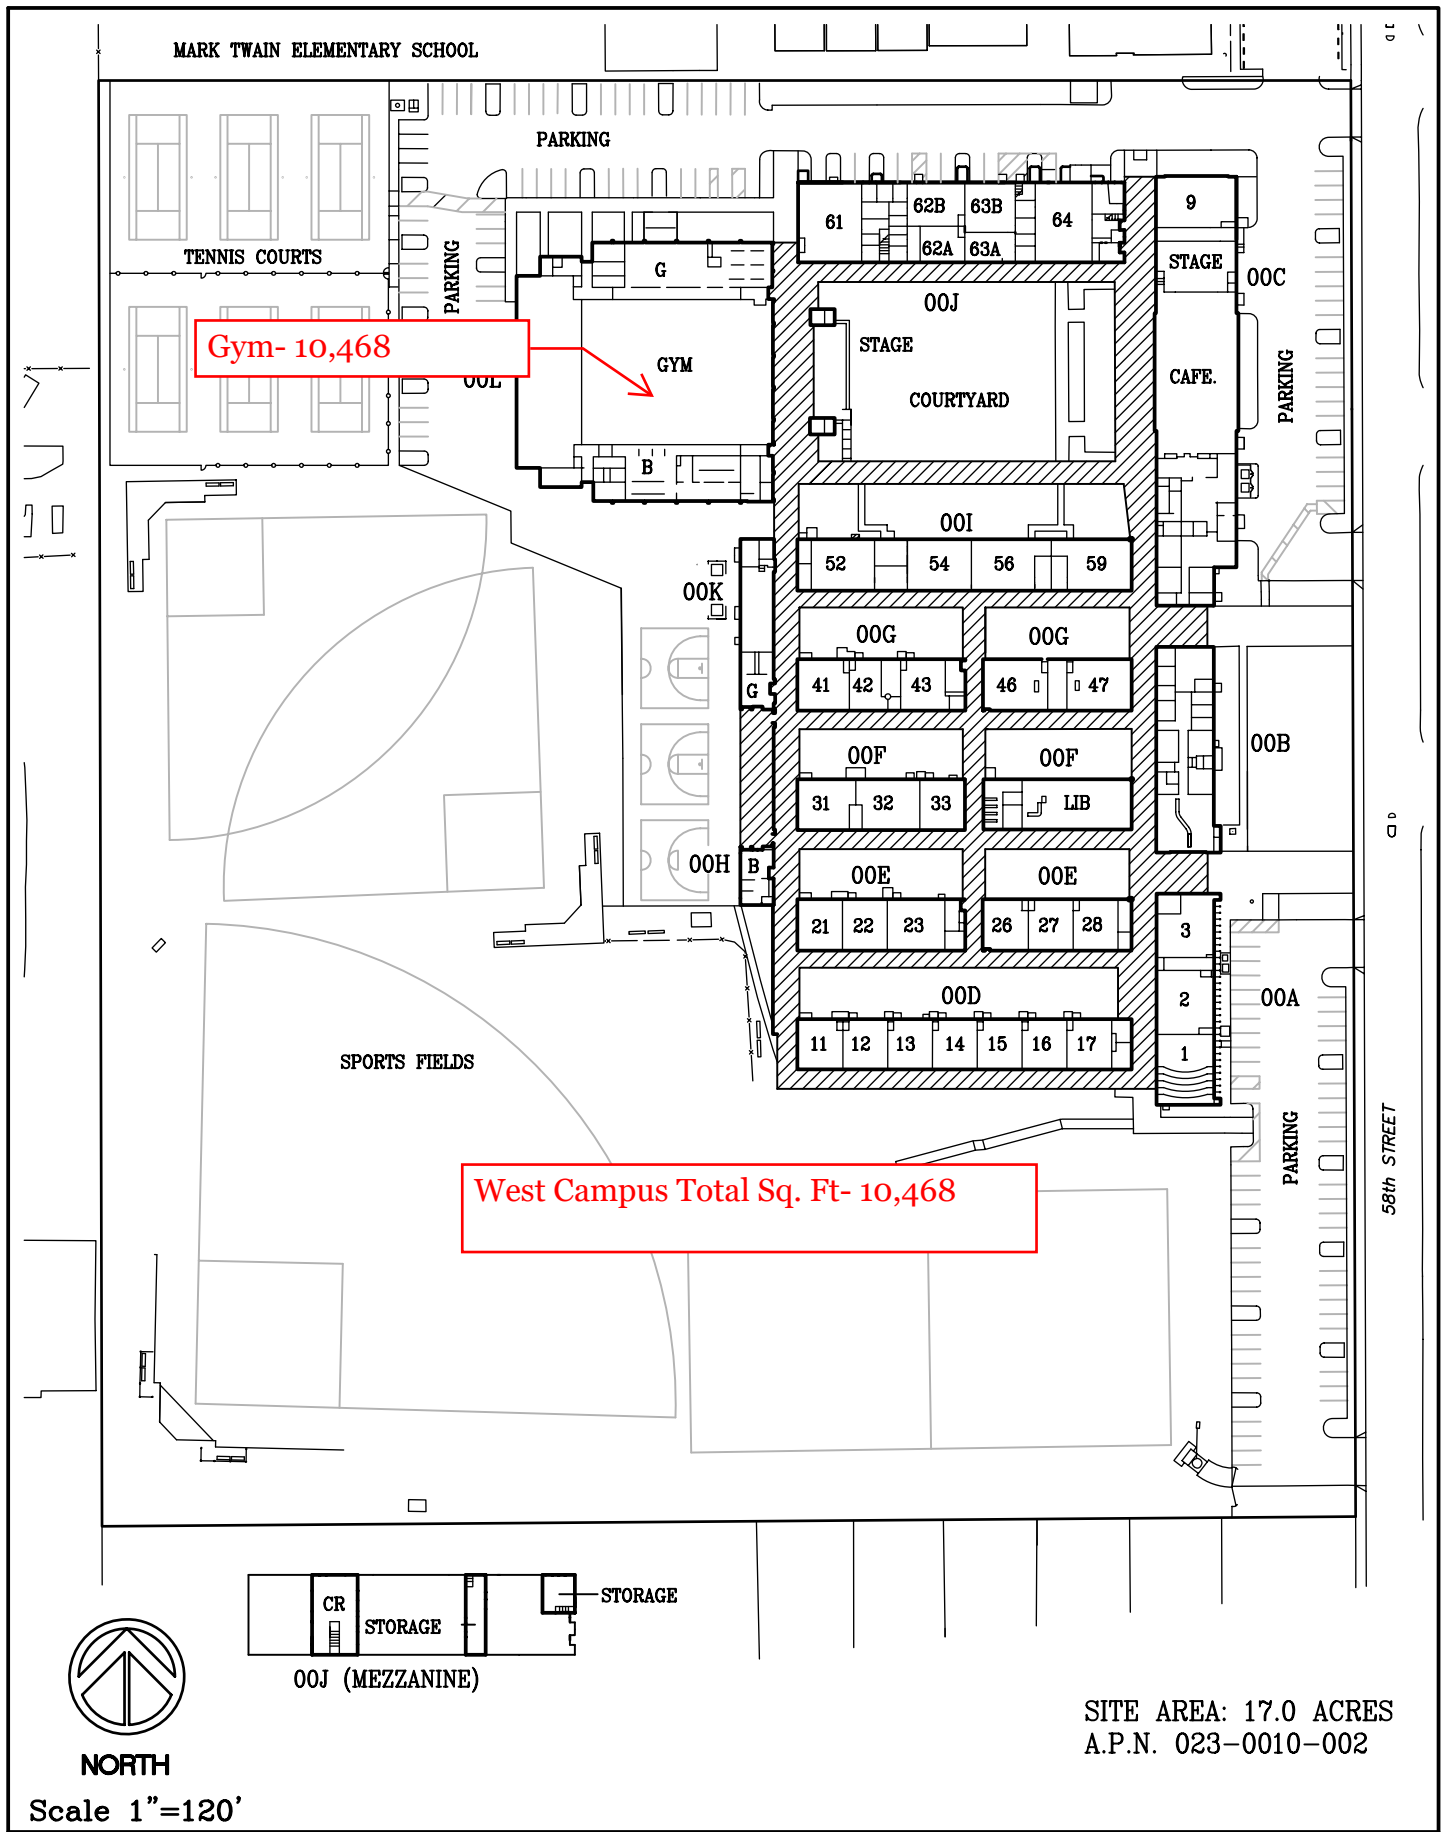 MARK TWAIN ELEMENTARY SCHOOL
PARKING
TENNIS COURTS
PARKING
61
62B
63B
64
62A
63A
9
STAGE
00C
G
00J
Gym- 10,468
GYM
STAGE
COURTYARD
CAFE.
PARKING
B
00I
52
54
56
59
00K
00G
00G
G
41
42
43
46
47
00F
00F
00B
31
32
33
LIB
00H
B
00E
00E
21
22
23
26
27
28
3
2
00A
00D
11
12
13
14
15
16
17
1
SPORTS FIELDS
PARKING
58th STREET
West Campus Total Sq. Ft- 10,468
CR
STORAGE
STORAGE
00J (MEZZANINE)
NORTH
Scale 1"=120'
SITE AREA: 17.0 ACRES
A.P.N. 023-0010-002